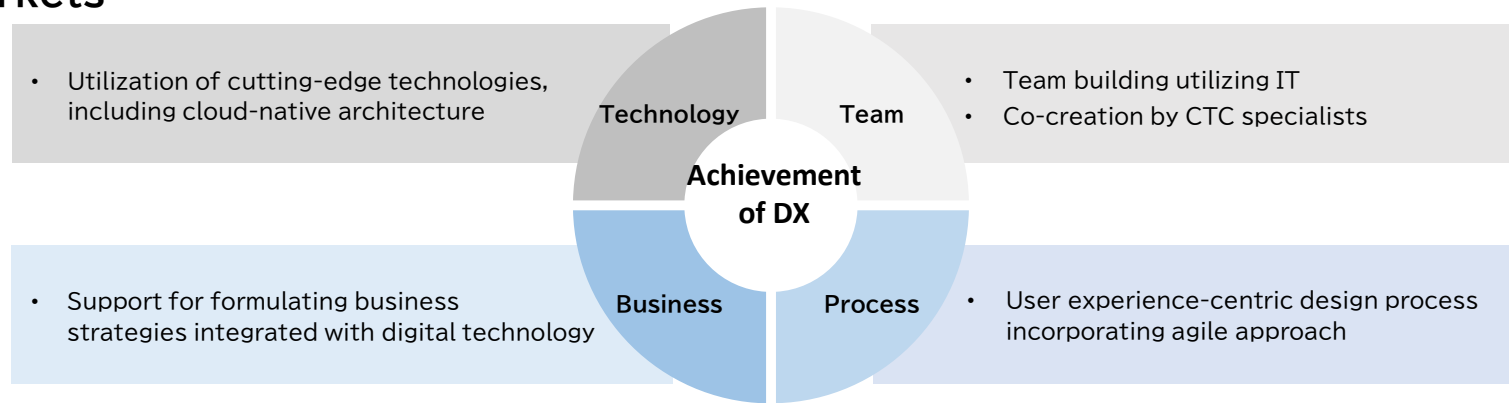 • Utilization of cutting-edge technologies,
including cloud-native architecture
Technology
Team
• Team building utilizing IT
• Co-creation by CTC specialists
Achievement
of DX
• Support for formulating business
strategies integrated with digital technology
Business
Process
• User experience-centric design process
incorporating agile approach